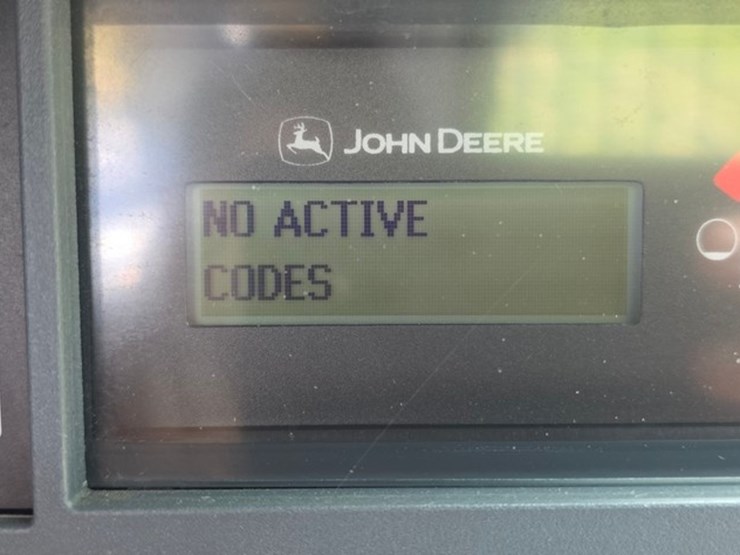 JOHN DEERE
NO ACTIVE
CODES